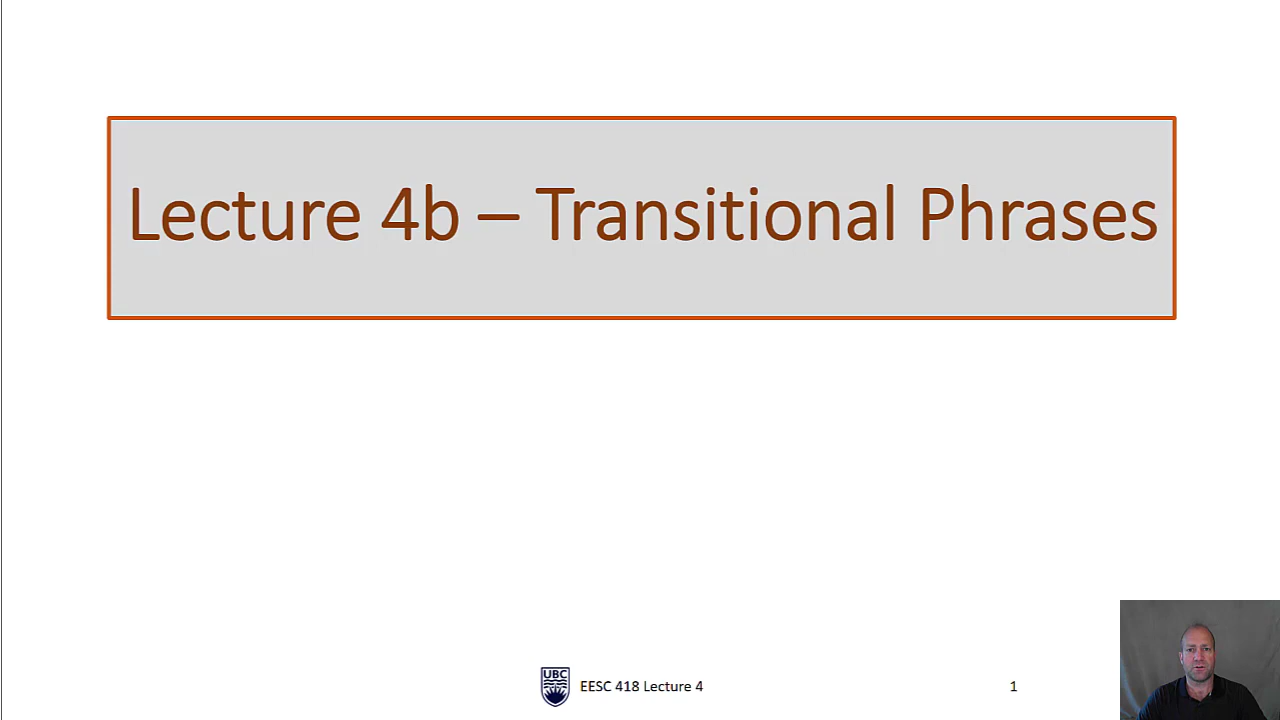 Lecture 4b – Transitional Phrases
UBC
EESC 418 Lecture 4
1